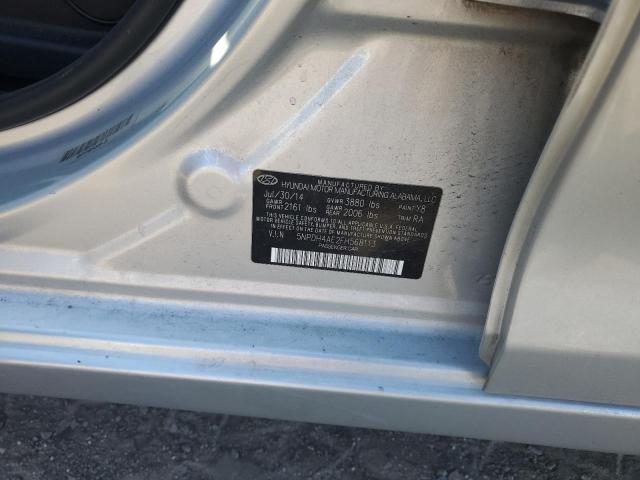 MANUFACTURED BY
HYUNDAI MOTOR MANUFACTURING ALABAMA, LLC
Jul/30/14 GVWR 3880 lbs PAINT Y8
GAWR FRONT 2161 lbs GAWR REAR 2006 lbs TRIM RA
THIS VEHICLE CONFORMS TO ALL APPLICABLE U.S.A. FEDERAL
MOTOR VEHICLE SAFETY, BUMPER, AND THEFT PREVENTION STANDARDS
IN EFFECT ON THE DATE OF MANUFACTURE SHOWN ABOVE.
V.I.N 5NPDH4AE2FH568113
PASSENGER CAR